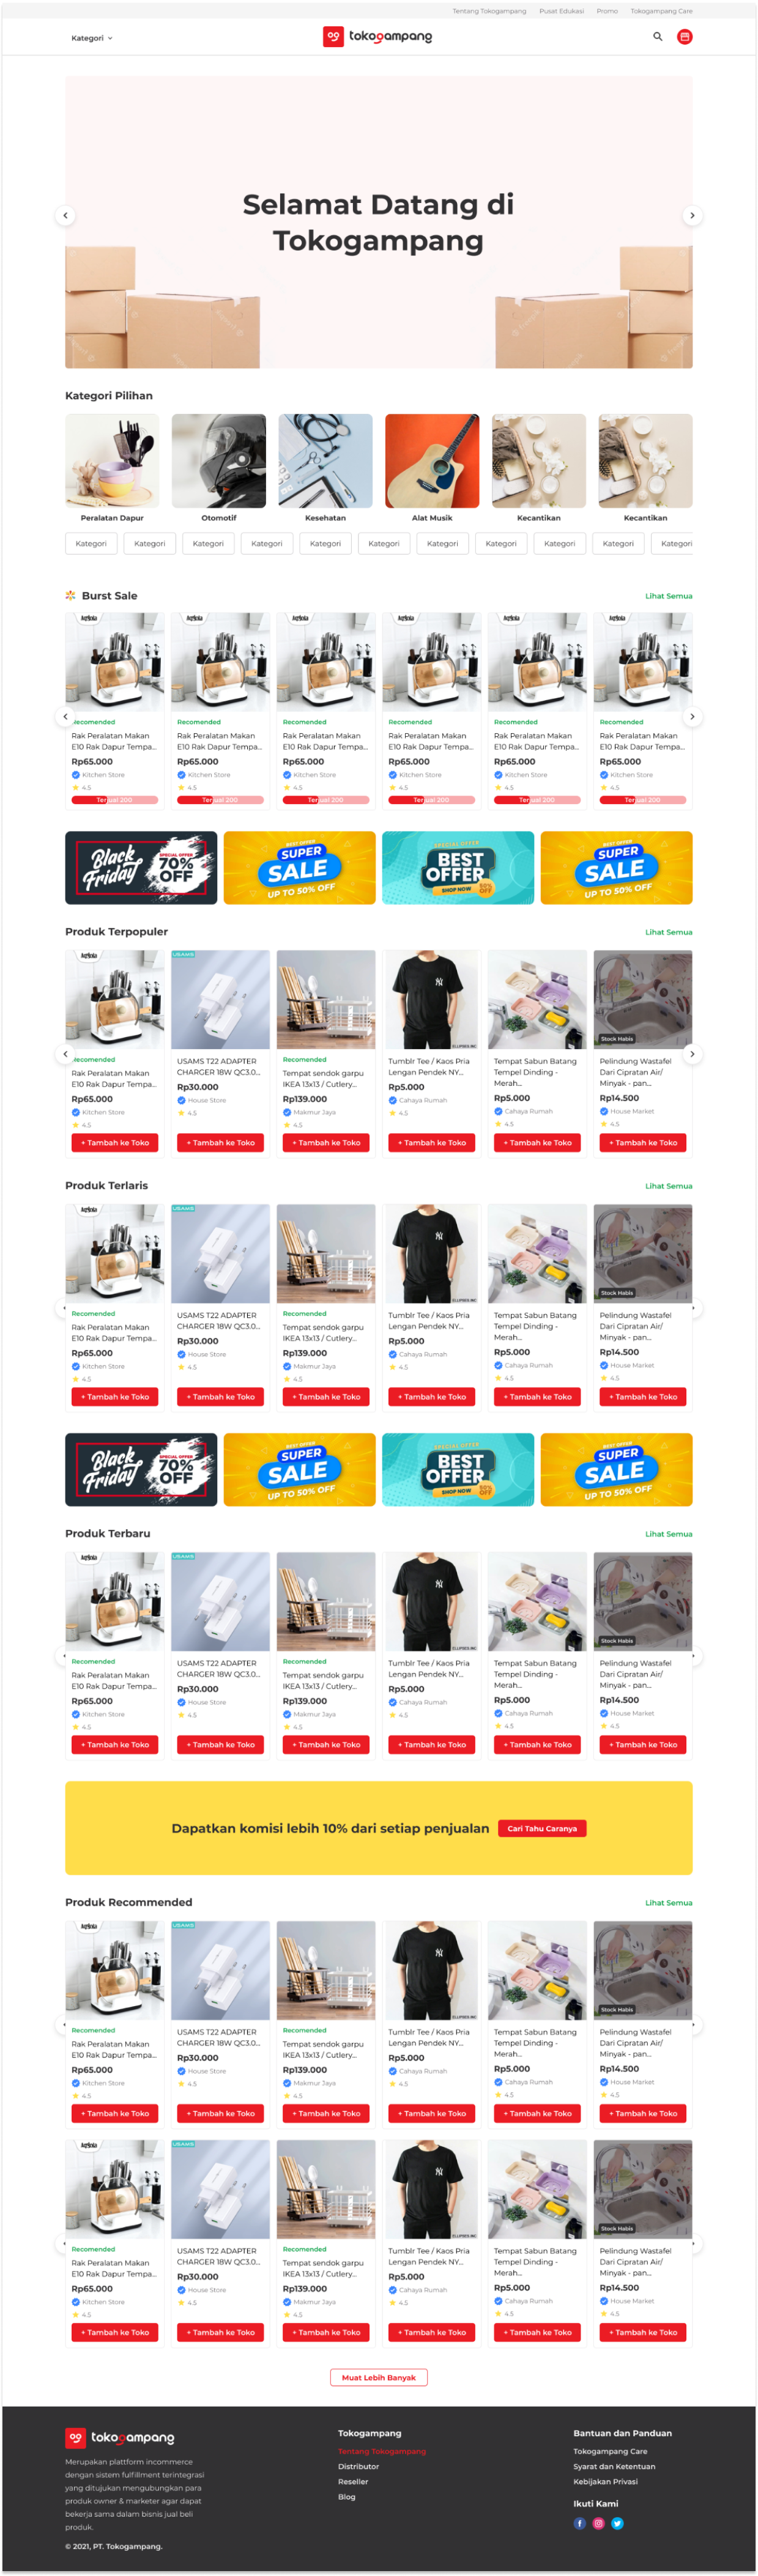 Tentang Tokogampang Pusat Edukasi Promo Tokogampang Care
Kategori
tokogampang
Selamat Datang di
Tokogampang
Kategori Pilihan
Peralatan Dapur Otomotif Kesehatan Alat Musik Kecantikan Kecantikan
Kategori Kategori Kategori Kategori Kategori Kategori Kategori Kategori Kategori Kategori Kategori
Burst Sale Lihat Semua
Recomended Recomended Recomended Recomended Recomended Recomended
Rak Peralatan Makan Rak Peralatan Makan Rak Peralatan Makan Rak Peralatan Makan Rak Peralatan Makan Rak Peralatan Makan
E10 Rak Dapur Tempa... E10 Rak Dapur Tempa... E10 Rak Dapur Tempa... E10 Rak Dapur Tempa... E10 Rak Dapur Tempa... E10 Rak Dapur Tempa...
Rp65.000 Rp65.000 Rp65.000 Rp65.000 Rp65.000 Rp65.000
Kitchen Store Kitchen Store Kitchen Store Kitchen Store Kitchen Store Kitchen Store
4.5 4.5 4.5 4.5 4.5 4.5
Terjual 200 Terjual 200 Terjual 200 Terjual 200 Terjual 200 Terjual 200
Black Friday SPECIAL OFFER 70% OFF
BEST OFFER SUPER SALE UP TO 50% OFF
SPECIAL OFFER BEST OFFER SHOP NOW 50% OFF
BEST OFFER SUPER SALE UP TO 50% OFF
Produk Terpopuler Lihat Semua
USAMS
Stock Habis
Recomended USAMS T22 ADAPTER Recomended Tumblr Tee / Kaos Pria Tempat Sabun Batang Pelindung Wastafel
Rak Peralatan Makan CHARGER 18W QC3.0... Tempat sendok garpu Lengan Pendek NY... Tempel Dinding - Dari Cipratan Air/
E10 Rak Dapur Tempa... Rp30.000 IKEA 13x13 / Cutlery... Rp5.000 Merah... Minyak - pan...
Rp65.000 House Store Rp139.000 Cahaya Rumah Rp5.000 Rp14.500
Kitchen Store 4.5 Makmur Jaya 4.5 Cahaya Rumah House Market
4.5 4.5 4.5 4.5
+ Tambah ke Toko + Tambah ke Toko + Tambah ke Toko + Tambah ke Toko + Tambah ke Toko + Tambah ke Toko
Produk Terlaris Lihat Semua
USAMS
Stock Habis
ELLIPSES.INC
Recomended USAMS T22 ADAPTER Recomended Tumblr Tee / Kaos Pria Tempat Sabun Batang Pelindung Wastafel
Rak Peralatan Makan CHARGER 18W QC3.0... Tempat sendok garpu Lengan Pendek NY... Tempel Dinding - Dari Cipratan Air/
E10 Rak Dapur Tempa... Rp30.000 IKEA 13x13 / Cutlery... Rp5.000 Merah... Minyak - pan...
Rp65.000 House Store Rp139.000 Cahaya Rumah Rp5.000 Rp14.500
Kitchen Store 4.5 Makmur Jaya 4.5 Cahaya Rumah House Market
4.5 4.5 4.5 4.5
+ Tambah ke Toko + Tambah ke Toko + Tambah ke Toko + Tambah ke Toko + Tambah ke Toko + Tambah ke Toko
Black Friday SPECIAL OFFER 70% OFF
BEST OFFER SUPER SALE UP TO 50% OFF
SPECIAL OFFER BEST OFFER SHOP NOW 50% OFF
BEST OFFER SUPER SALE UP TO 50% OFF
Produk Terbaru Lihat Semua
USAMS
Stock Habis
ELLIPSES.INC
Recomended USAMS T22 ADAPTER Recomended Tumblr Tee / Kaos Pria Tempat Sabun Batang Pelindung Wastafel
Rak Peralatan Makan CHARGER 18W QC3.0... Tempat sendok garpu Lengan Pendek NY... Tempel Dinding - Dari Cipratan Air/
E10 Rak Dapur Tempa... Rp30.000 IKEA 13x13 / Cutlery... Rp5.000 Merah... Minyak - pan...
Rp65.000 House Store Rp139.000 Cahaya Rumah Rp5.000 Rp14.500
Kitchen Store 4.5 Makmur Jaya 4.5 Cahaya Rumah House Market
4.5 4.5 4.5 4.5
+ Tambah ke Toko + Tambah ke Toko + Tambah ke Toko + Tambah ke Toko + Tambah ke Toko + Tambah ke Toko
Dapatkan komisi lebih 10% dari setiap penjualan Cari Tahu Caranya
Produk Recommended Lihat Semua
USAMS
Stock Habis
ELLIPSES.INC
Recomended USAMS T22 ADAPTER Recomended Tumblr Tee / Kaos Pria Tempat Sabun Batang Pelindung Wastafel
Rak Peralatan Makan CHARGER 18W QC3.0... Tempat sendok garpu Lengan Pendek NY... Tempel Dinding - Dari Cipratan Air/
E10 Rak Dapur Tempa... Rp30.000 IKEA 13x13 / Cutlery... Rp5.000 Merah... Minyak - pan...
Rp65.000 House Store Rp139.000 Cahaya Rumah Rp5.000 Rp14.500
Kitchen Store 4.5 Makmur Jaya 4.5 Cahaya Rumah House Market
4.5 4.5 4.5 4.5
+ Tambah ke Toko + Tambah ke Toko + Tambah ke Toko + Tambah ke Toko + Tambah ke Toko + Tambah ke Toko
USAMS
Stock Habis
ELLIPSES.INC
Recomended USAMS T22 ADAPTER Recomended Tumblr Tee / Kaos Pria Tempat Sabun Batang Pelindung Wastafel
Rak Peralatan Makan CHARGER 18W QC3.0... Tempat sendok garpu Lengan Pendek NY... Tempel Dinding - Dari Cipratan Air/
E10 Rak Dapur Tempa... Rp30.000 IKEA 13x13 / Cutlery... Rp5.000 Merah... Minyak - pan...
Rp65.000 House Store Rp139.000 Cahaya Rumah Rp5.000 Rp14.500
Kitchen Store 4.5 Makmur Jaya 4.5 Cahaya Rumah House Market
4.5 4.5 4.5 4.5
+ Tambah ke Toko + Tambah ke Toko + Tambah ke Toko + Tambah ke Toko + Tambah ke Toko + Tambah ke Toko
Muat Lebih Banyak
tokogampang
Merupakan plattform incommerce
dengan sistem fulfillment terintegrasi
yang ditujukan mengubungkan para
produk owner & marketer agar dapat
bekerja sama dalam bisnis jual beli
produk.
© 2021, PT. Tokogampang.
Tokogampang
Tentang Tokogampang
Distributor
Reseller
Blog
Bantuan dan Panduan
Tokogampang Care
Syarat dan Ketentuan
Kebijakan Privasi
Ikuti Kami